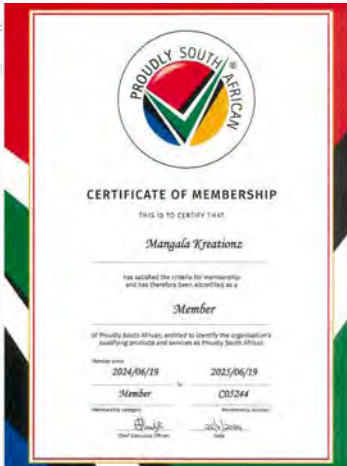 PROUDLY SOUTH AFRICAN
®
CERTIFICATE OF MEMBERSHIP
THIS IS TO CERTIFY THAT
Mangala Kreationz
has satisfied the criteria for membership
and has therefore been accredited as a
Member
of Proudly South African, entitled to identify the organisation's
qualifying products and services as Proudly South African
Member since
2024/06/19 to 2025/06/19
Member C05244
Membership category Membership number
Chief Executive Officer Date